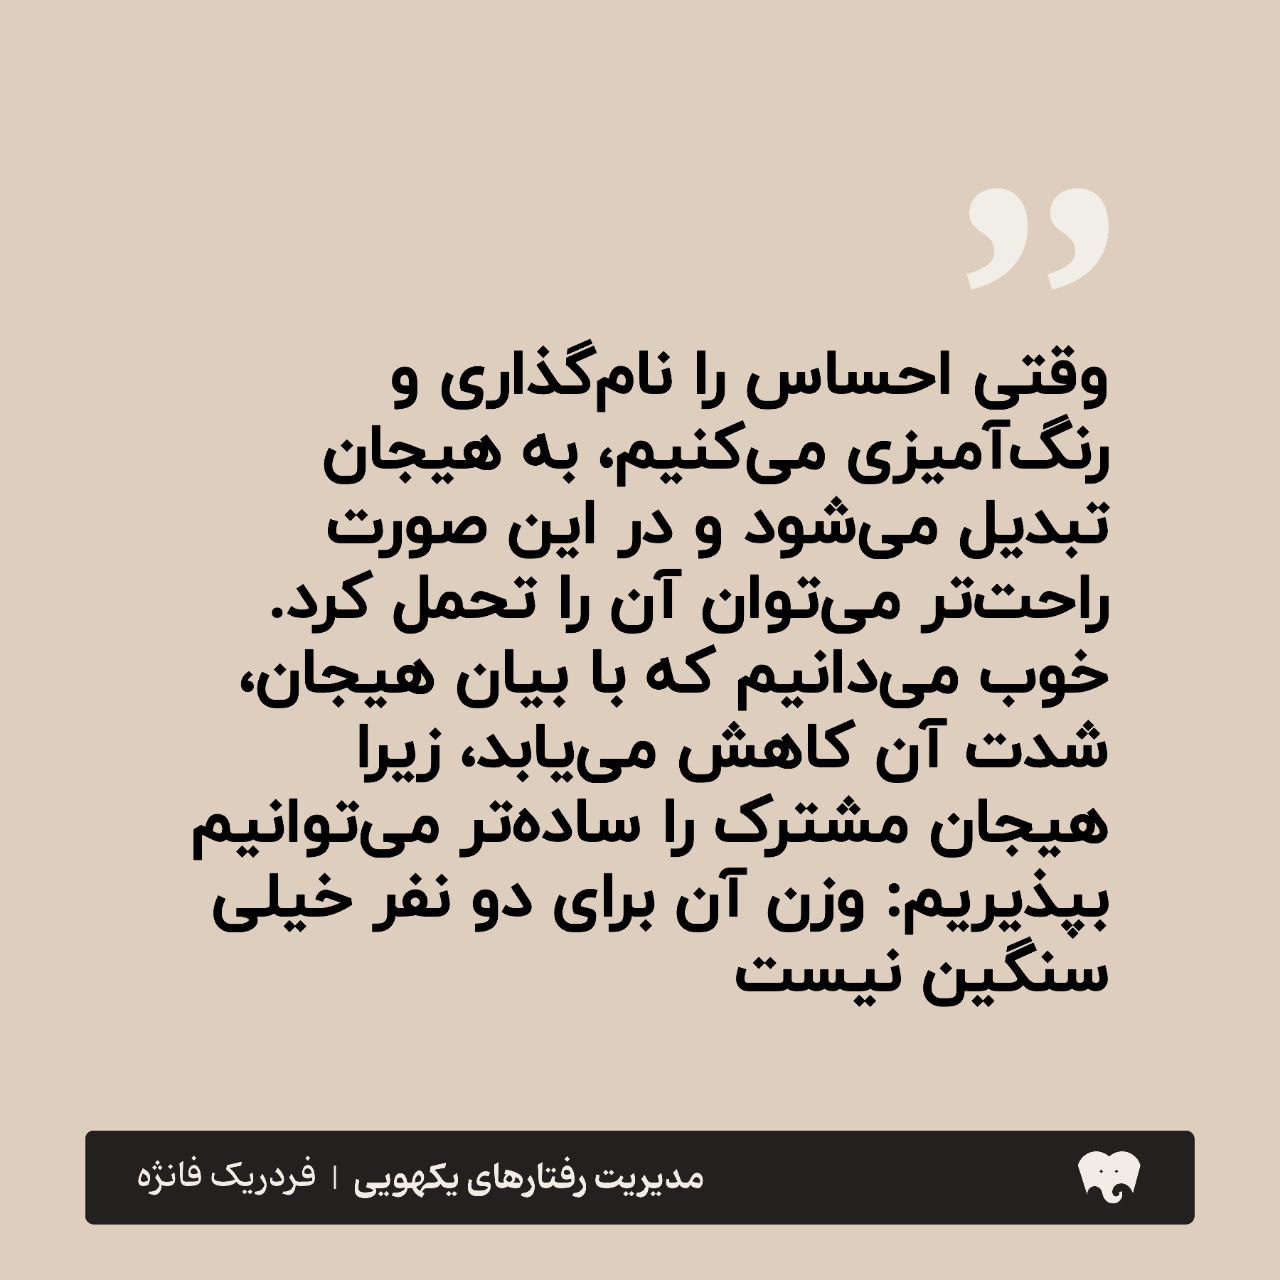 ”
وقتی احساس را نام‌گذاری و
رنگ‌آمیزی می‌کنیم، به هیجان
تبدیل می‌شود و در این صورت
راحت‌تر می‌توان آن را تحمل کرد.
خوب می‌دانیم که با بیان هیجان،
شدت آن کاهش می‌یابد، زیرا
هیجان مشترک را ساده‌تر می‌توانیم
بپذیریم: وزن آن برای دو نفر خیلی
سنگین نیست
مدیریت رفتارهای یکهویی | فردریک فانژه